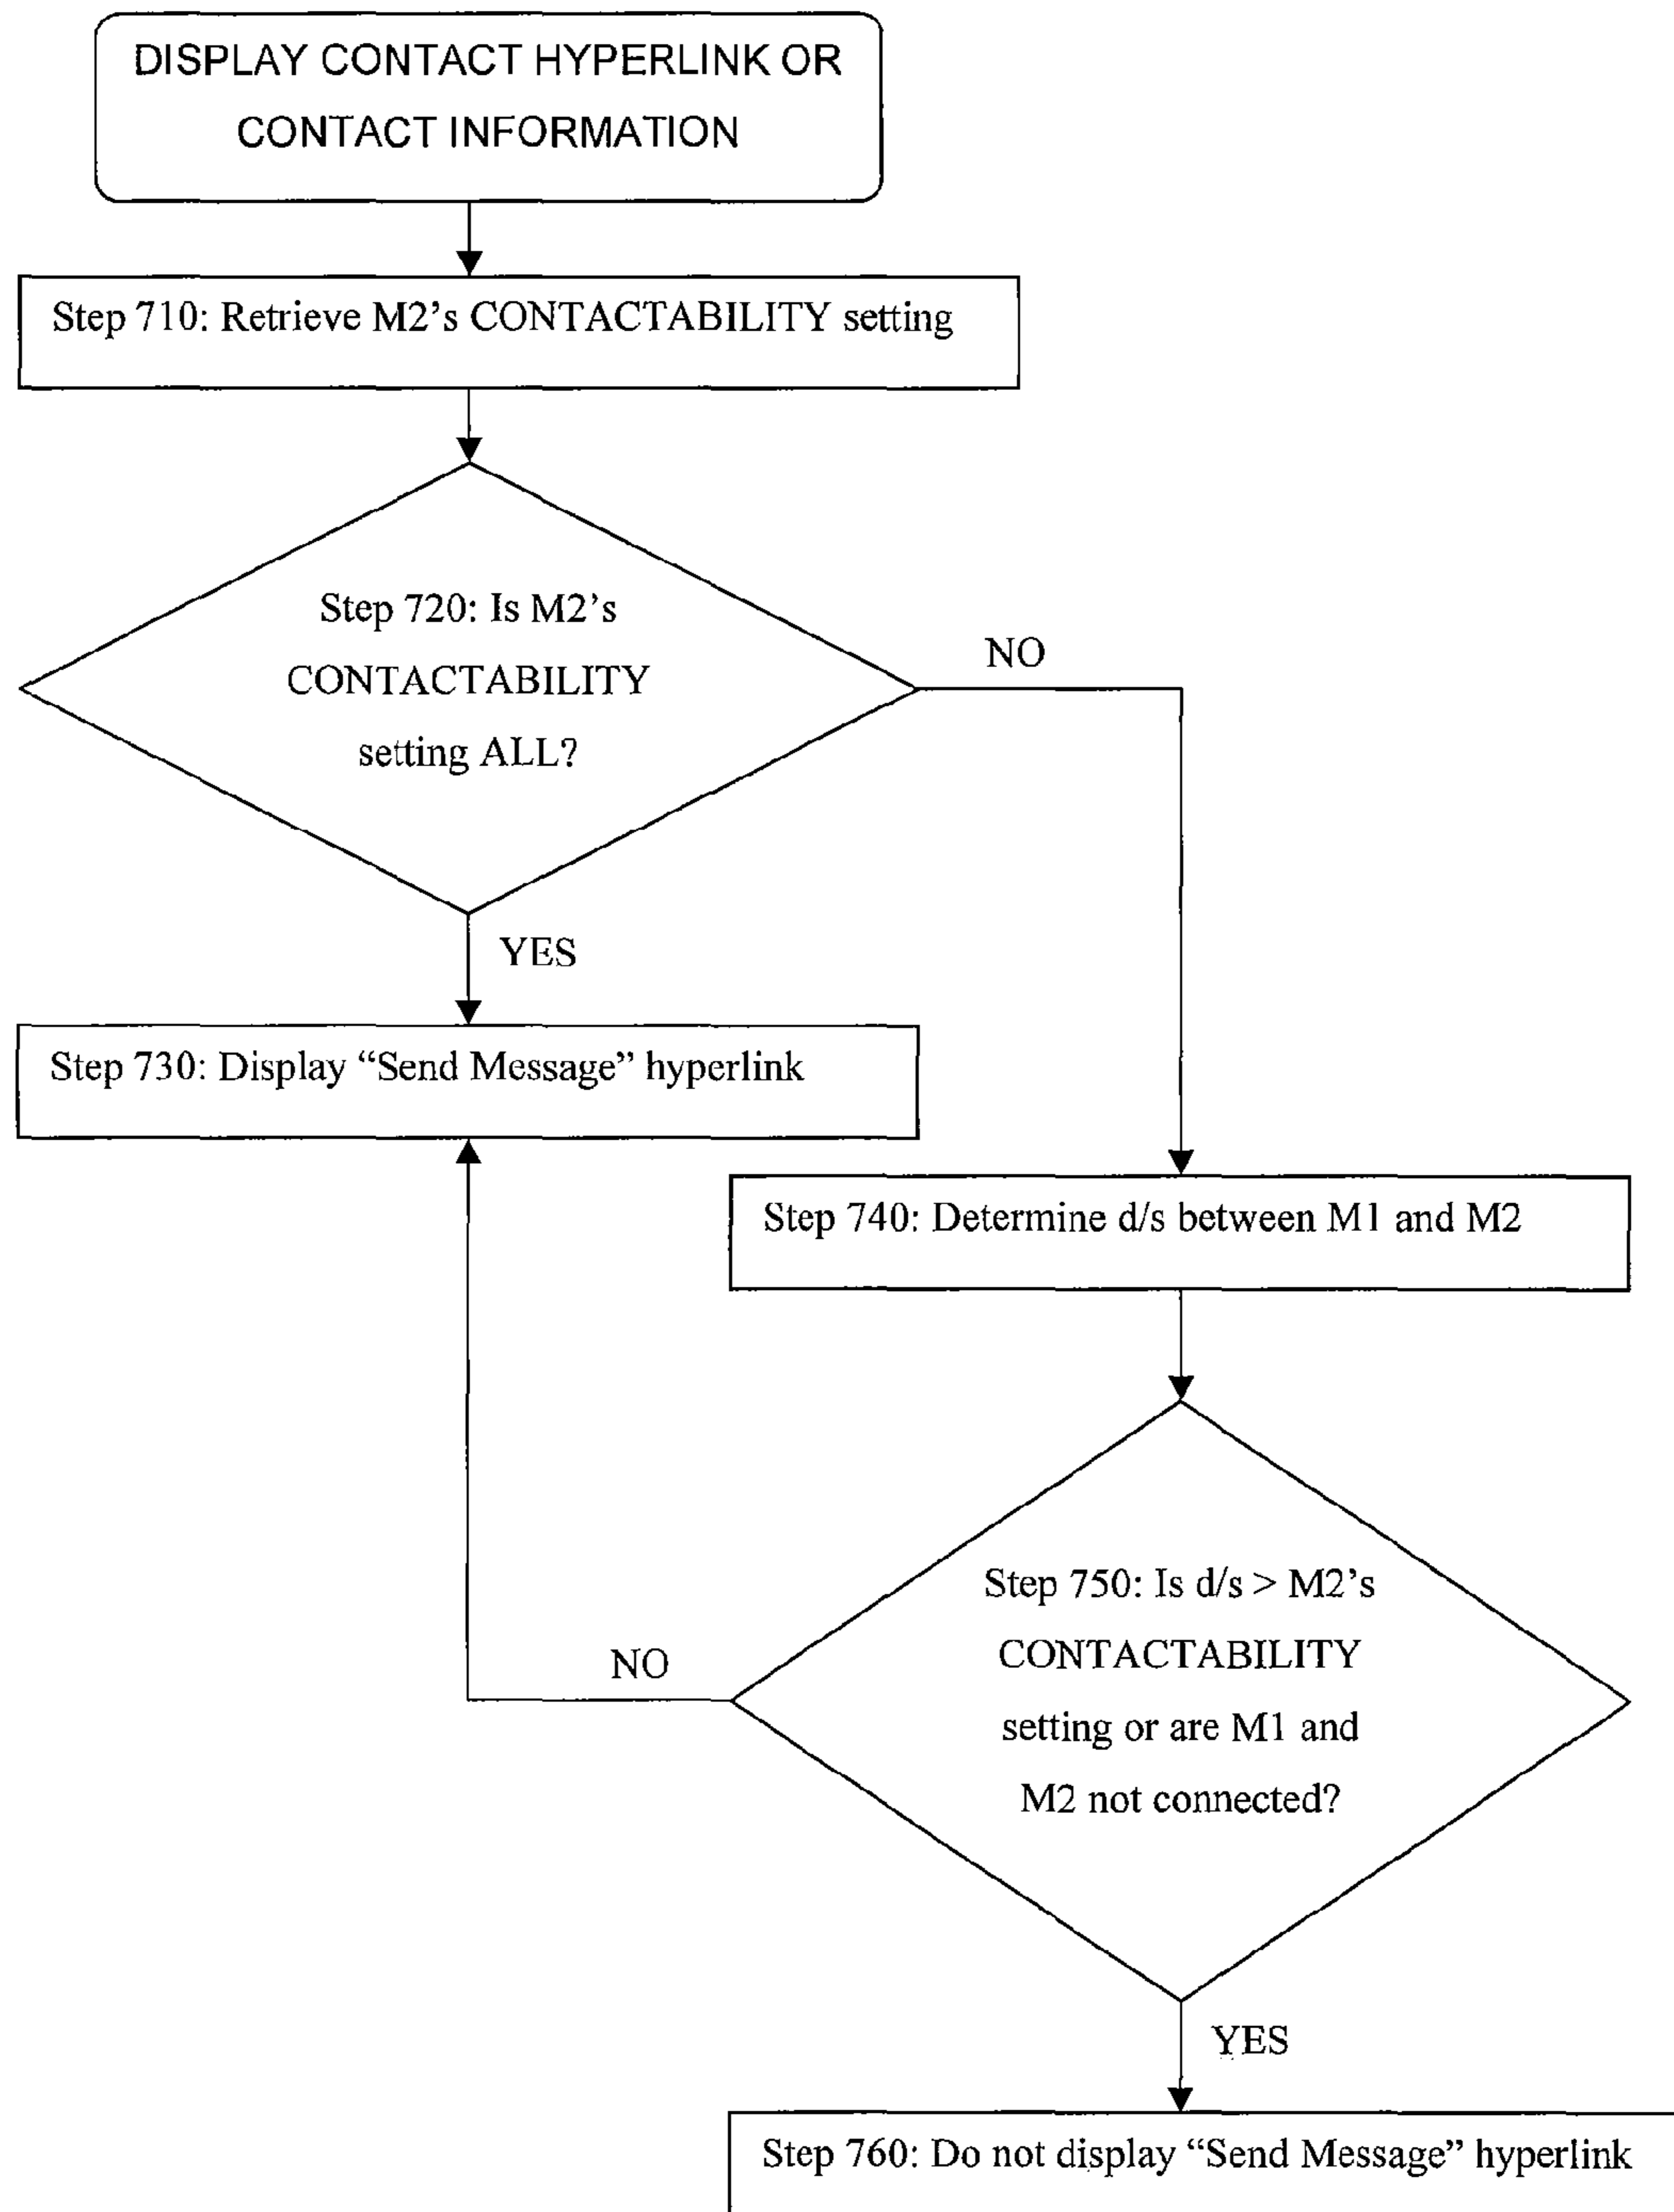 DISPLAY CONTACT HYPERLINK OR
CONTACT INFORMATION
Step 710: Retrieve M2’s CONTACTABILITY setting
Step 720: Is M2’s
CONTACTABILITY
setting ALL?
NO
YES
Step 730: Display “Send Message” hyperlink
Step 740: Determine d/s between M1 and M2
Step 750: Is d/s > M2’s
CONTACTABILITY
setting or are M1 and
M2 not connected?
NO
YES
Step 760: Do not display “Send Message” hyperlink